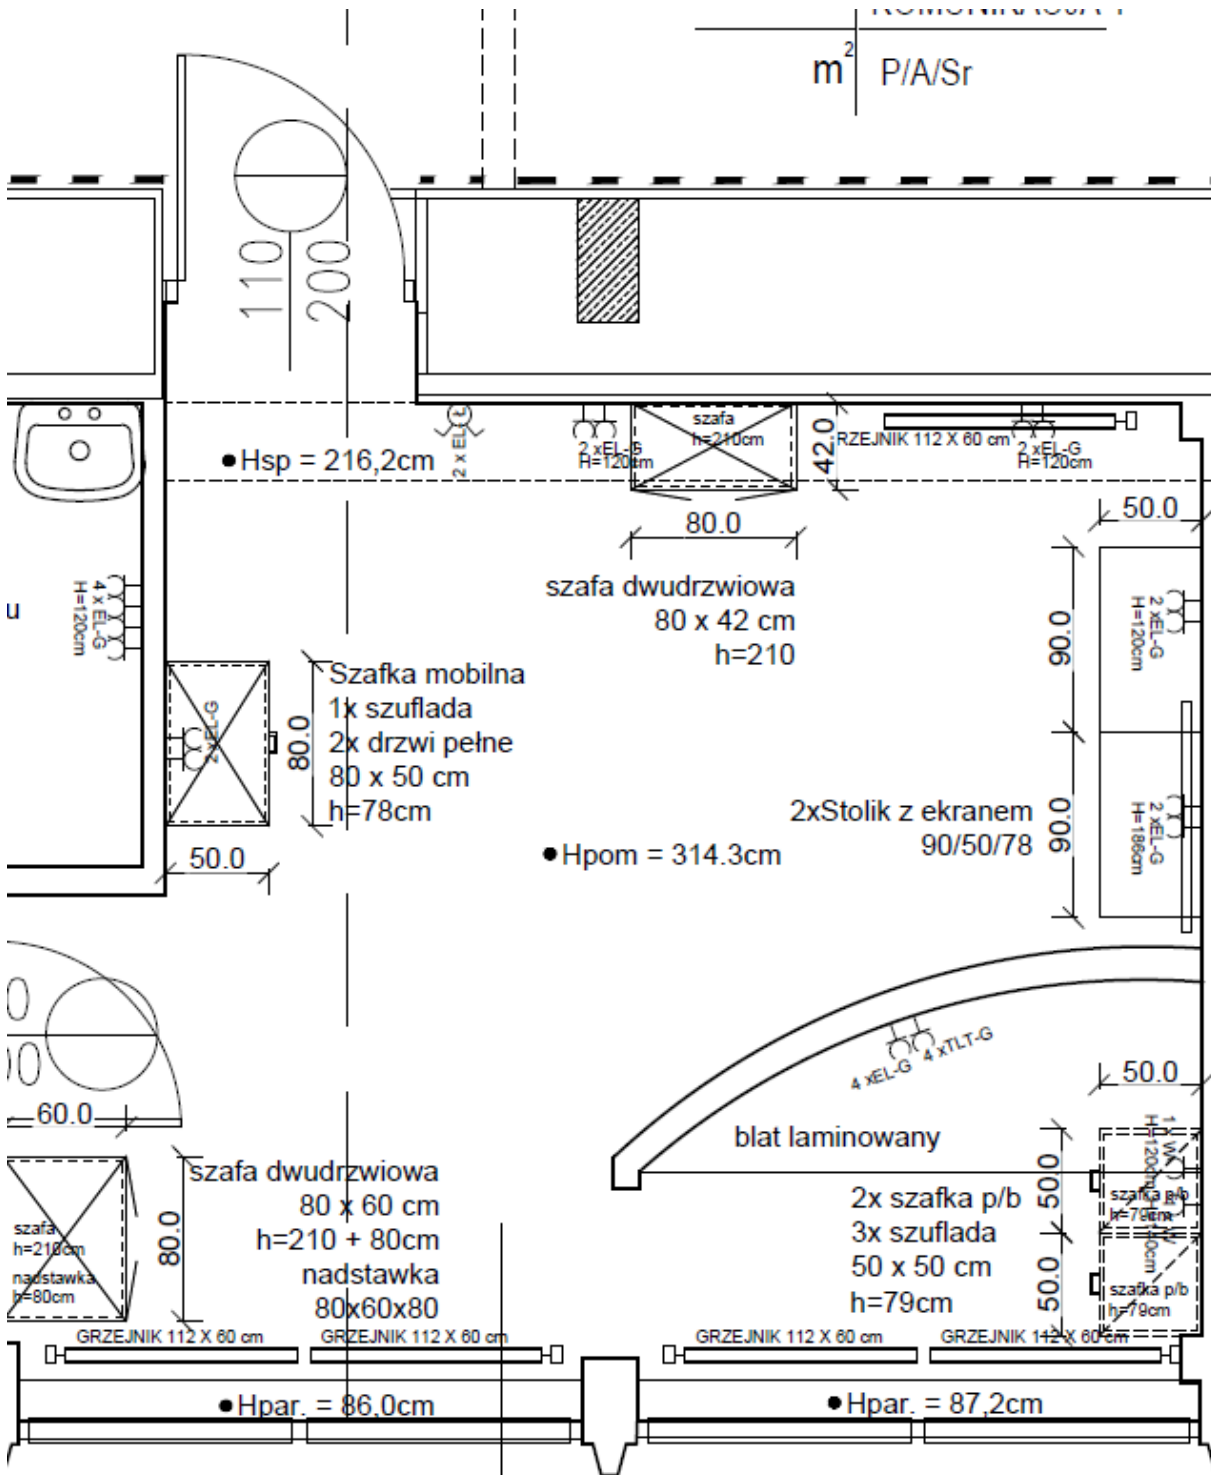 m²
P/A/Sr
110
200
Hsp = 216,2cm
2 x EL-G
2 xEL-G
H=120cm
szafa
h=210cm
42.0
RZEJNIK 112 X 60 cm
2 xEL-G
H=120cm
80.0
50.0
szafa dwudrzwiowa
80 x 42 cm
h=210
4 x EL-G
H=120cm
u
2 xEL-G
H=120cm
90.0
Szafka mobilna
1x szuflada
2x drzwi pełne
80 x 50 cm
h=78cm
2 xEL-G
80.0
50.0
2xStolik z ekranem
90/50/78
90.0
2 xEL-G
H=186cm
Hpom = 314.3cm
4 xEL-G
4 xTLT-G
50.0
60.0
blat laminowany
szafa dwudrzwiowa
80 x 60 cm
h=210 + 80cm
nadstawka
80x60x80
80.0
szafa
h=210cm
nadstawka
h=80cm
2x szafka p/b
3x szuflada
50 x 50 cm
h=79cm
50.0
50.0
szafka p/b
h=79cm
szafka p/b
h=79cm
GRZEJNIK 112 X 60 cm
GRZEJNIK 112 X 60 cm
GRZEJNIK 112 X 60 cm
GRZEJNIK 112 X 60 cm
Hpar. = 86,0cm
Hpar. = 87,2cm